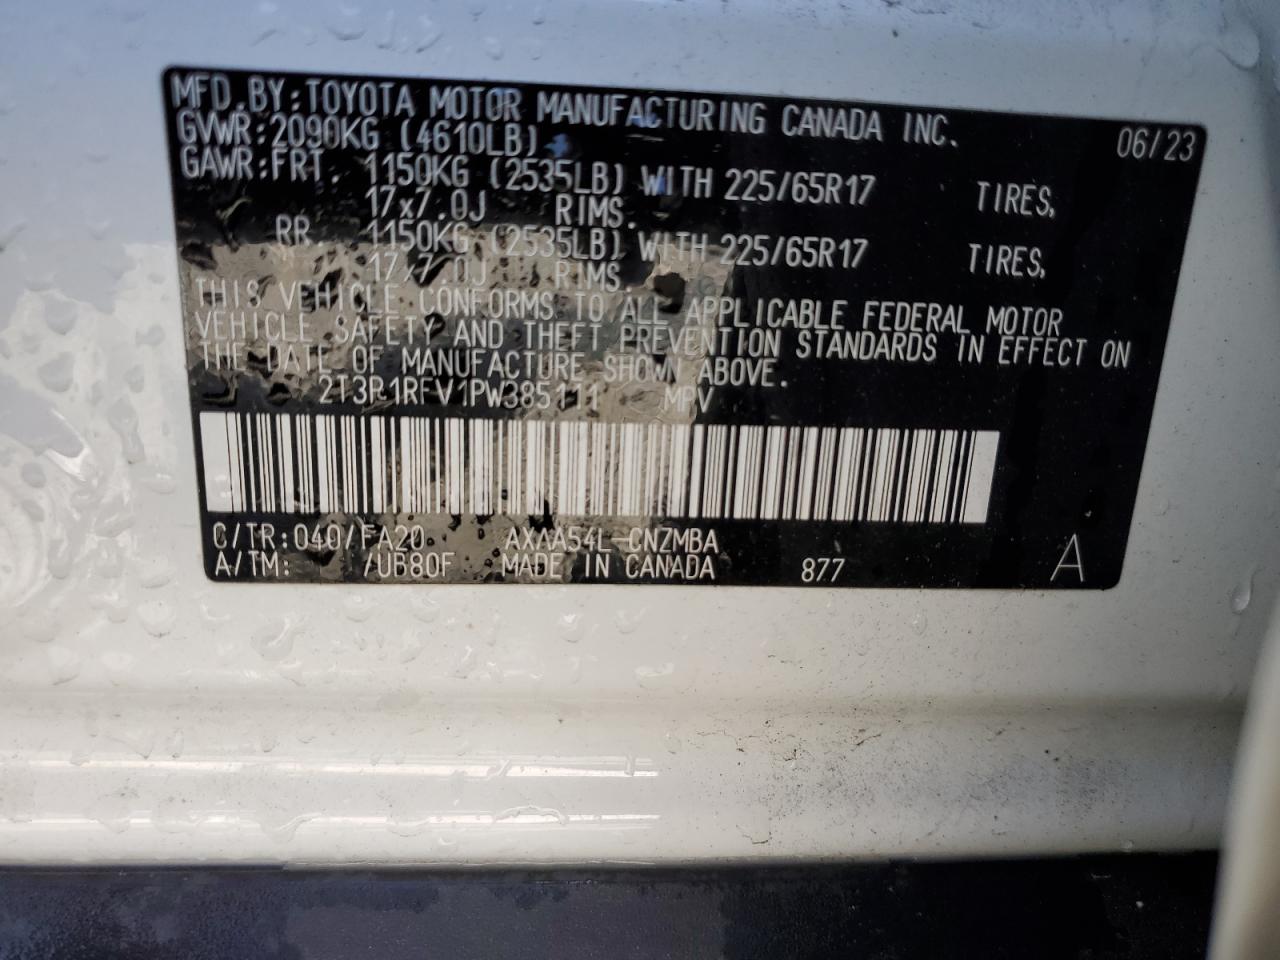 MFD.BY:TOYOTA MOTOR MANUFACTURING CANADA INC. 06/23
GVWR:2090KG (4610LB)
GAWR:FRT. 1150KG (2535LB) WITH 225/65R17 TIRES,
17x7.0J RIMS.
RR. 1150KG (2535LB) WITH 225/65R17 TIRES,
17x7.0J RIMS.
THIS VEHICLE CONFORMS TO ALL APPLICABLE FEDERAL MOTOR
VEHICLE SAFETY AND THEFT PREVENTION STANDARDS IN EFFECT ON
THE DATE OF MANUFACTURE SHOWN ABOVE.
2T3R1RFV1PW385111 MPV
C/TR:040/FA20 AXAA54L-CNZMBA
A/TM: /UB80F MADE IN CANADA 877 A